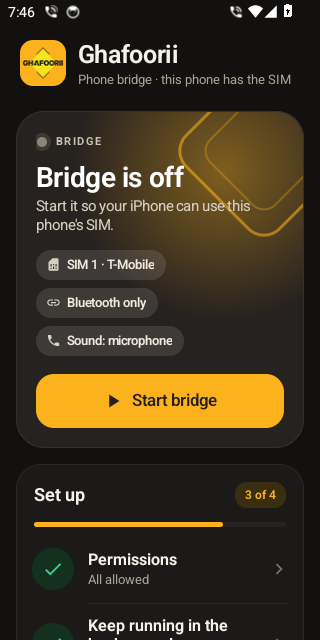 7:46
GHAFOORII
Ghafoorii
Phone bridge · this phone has the SIM
BRIDGE
Bridge is off
Start it so your iPhone can use this
phone's SIM.
SIM 1 · T-Mobile
Bluetooth only
Sound: microphone
Start bridge
Set up
3 of 4
Permissions
All allowed
Keep running in the